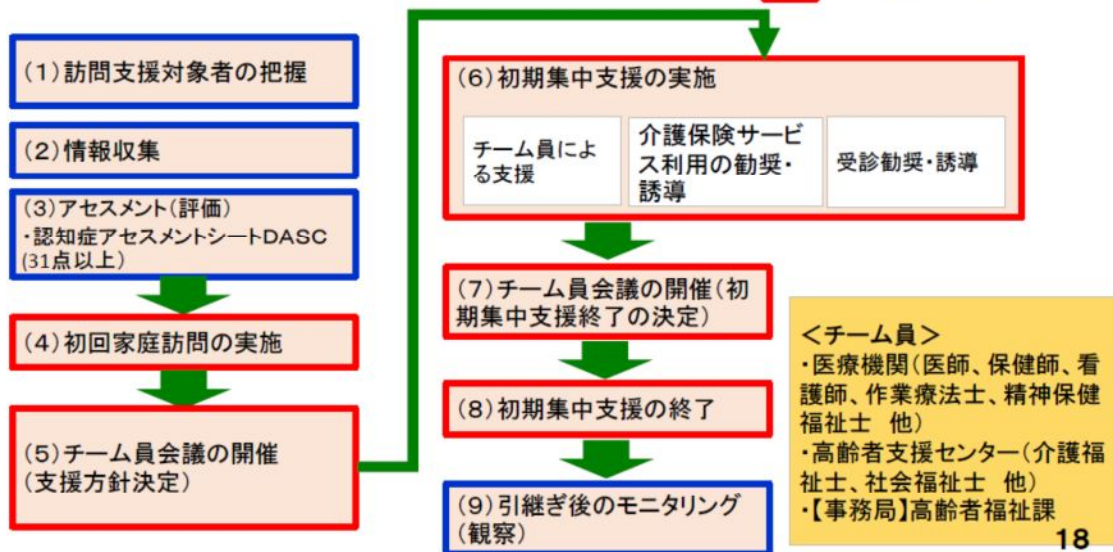 (1)訪問支援対象者の把握
(2)情報収集
(3)アセスメント(評価)
・認知症アセスメントシートDASC
(31点以上)
(4)初回家庭訪問の実施
(5)チーム員会議の開催
(支援方針決定)
(6)初期集中支援の実施
チーム員によ
る支援
介護保険サービ
ス利用の勧奨・
誘導
受診勧奨・誘導
(7)チーム員会議の開催(初
期集中支援終了の決定)
(8)初期集中支援の終了
(9)引継ぎ後のモニタリング
(観察)
<チーム員>
・医療機関(医師、保健師、看
護師、作業療法士、精神保健
福祉士 他)
・高齢者支援センター(介護福
祉士、社会福祉士 他)
・【事務局】高齢者福祉課
18